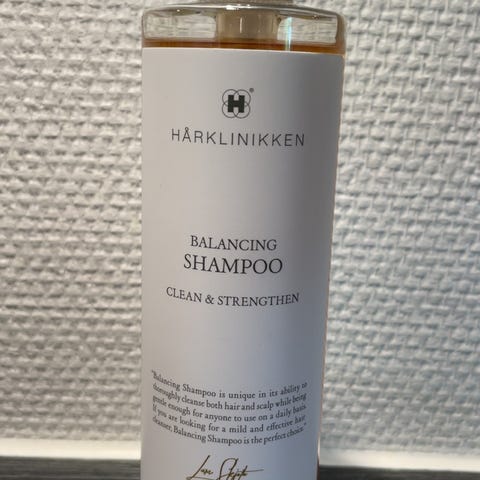 H
HÅRKLINIKKEN
BALANCING
SHAMPOO
CLEAN & STRENGTHEN
"Balancing Shampoo is unique in its ability to
thoroughly cleanse both hair and scalp while being
gentle enough for anyone to use on a daily basis.
If you are looking for a mild and effective hair
cleanser, Balancing Shampoo is the perfect choice."